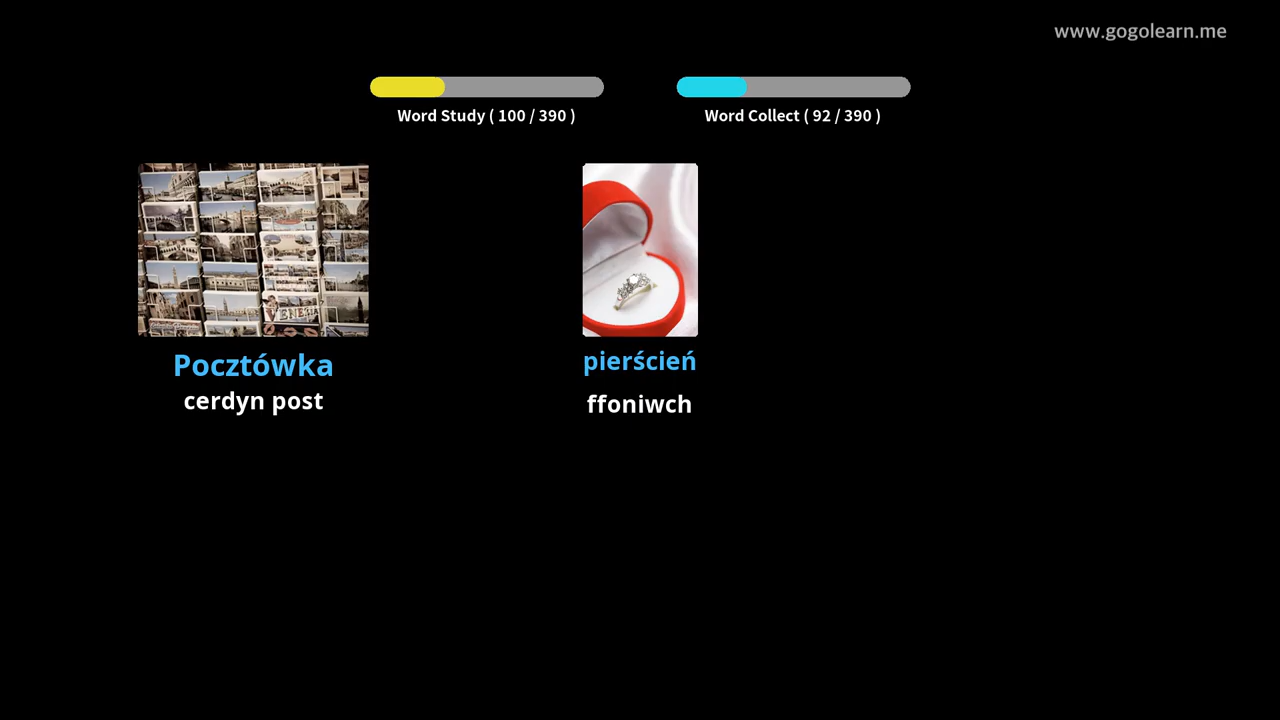 www.gogolearn.me
Word Study ( 100 / 390 )
Word Collect ( 92 / 390 )
Pocztówka
cerdyn post
pierścień
ffoniwch